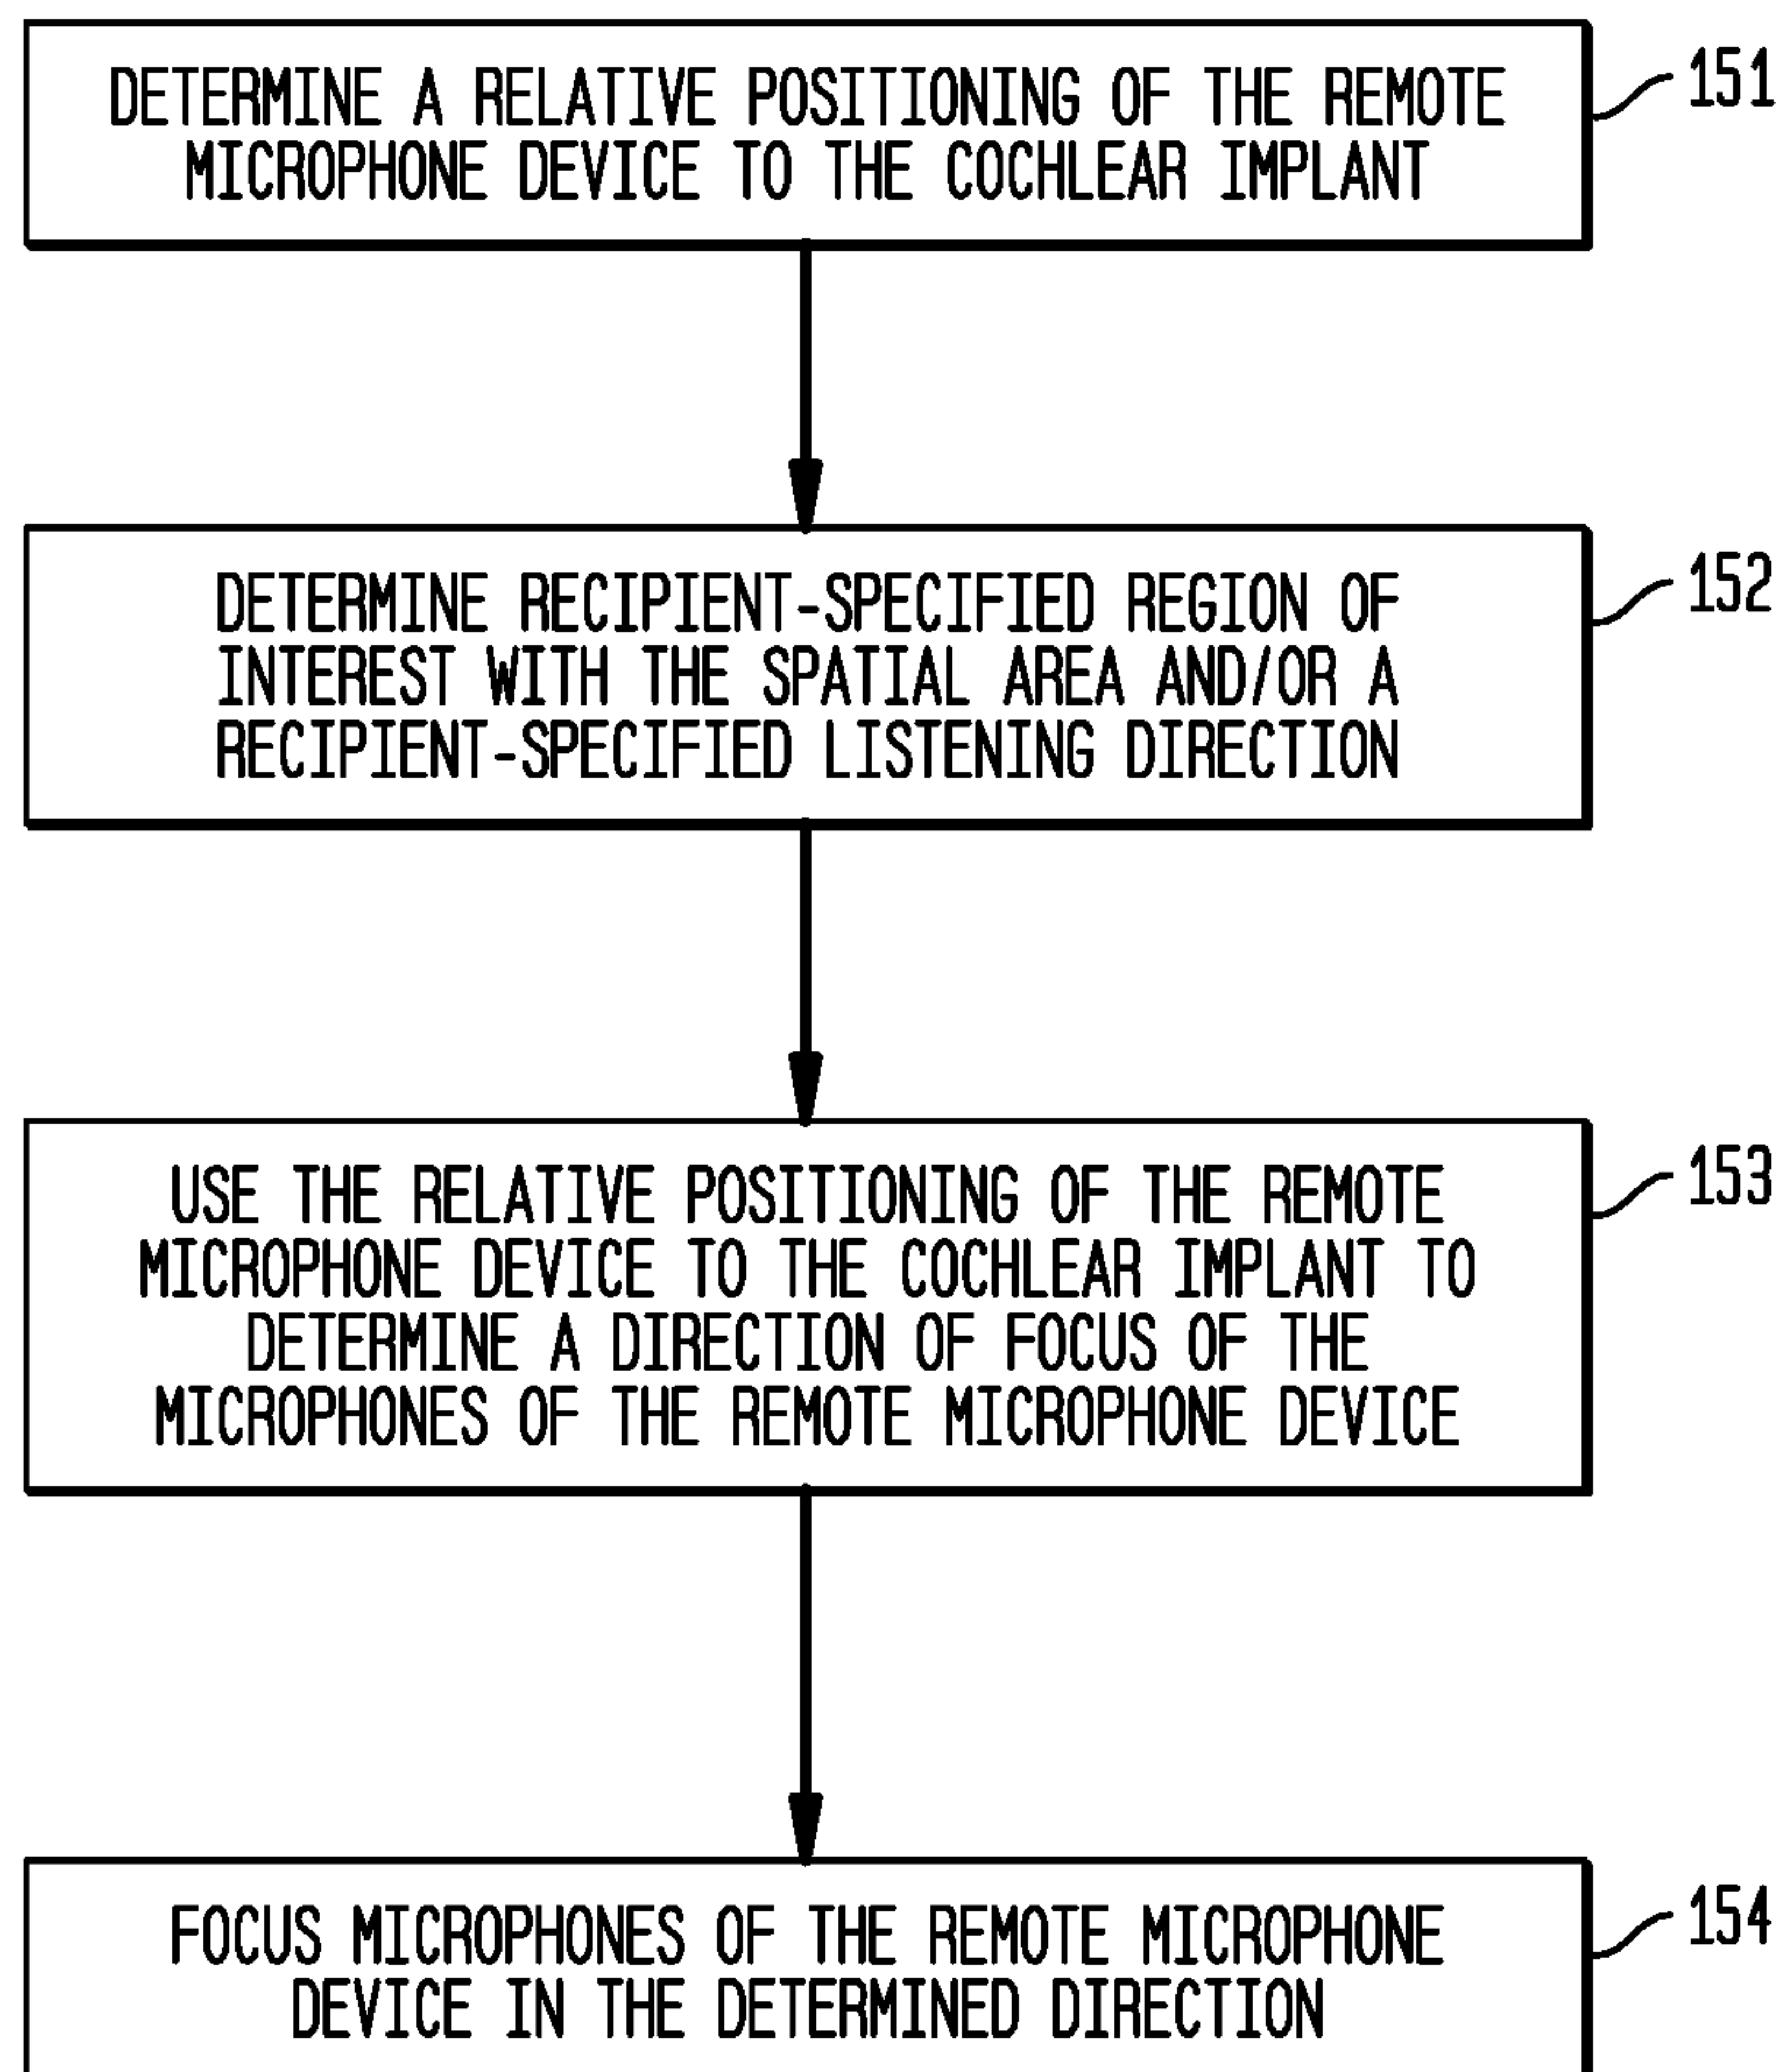 DETERMINE A RELATIVE POSITIONING OF THE REMOTE
MICROPHONE DEVICE TO THE COCHLEAR IMPLANT
151
DETERMINE RECIPIENT-SPECIFIED REGION OF
INTEREST WITH THE SPATIAL AREA AND/OR A
RECIPIENT-SPECIFIED LISTENING DIRECTION
152
USE THE RELATIVE POSITIONING OF THE REMOTE
MICROPHONE DEVICE TO THE COCHLEAR IMPLANT TO
DETERMINE A DIRECTION OF FOCUS OF THE
MICROPHONES OF THE REMOTE MICROPHONE DEVICE
153
FOCUS MICROPHONES OF THE REMOTE MICROPHONE
DEVICE IN THE DETERMINED DIRECTION
154